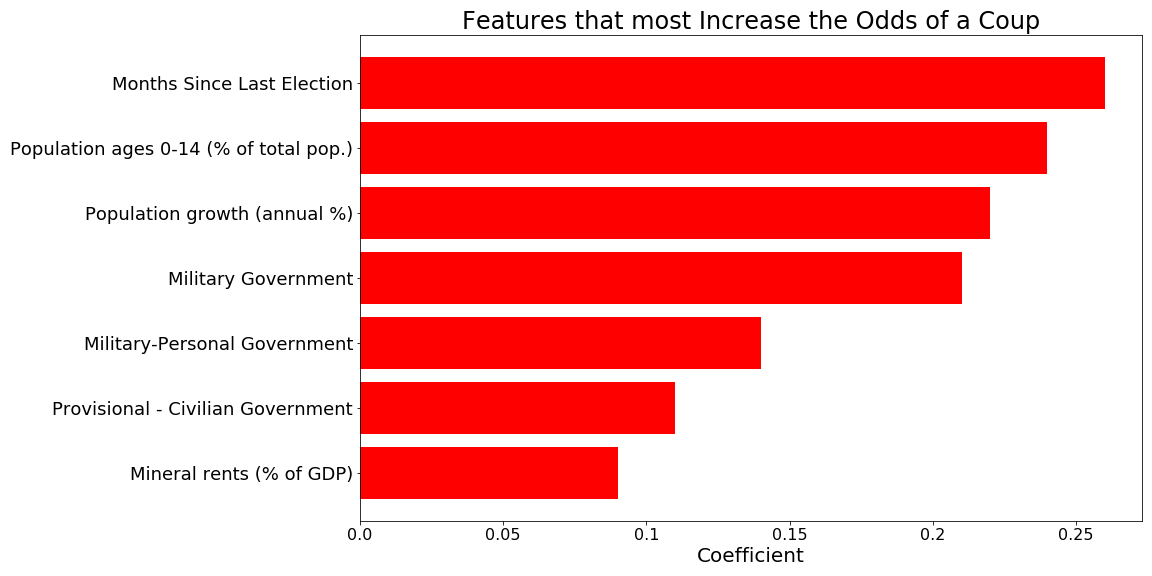 Features that most Increase the Odds of a Coup
Months Since Last Election
Population ages 0-14 (% of total pop.)
Population growth (annual %)
Military Government
Military-Personal Government
Provisional - Civilian Government
Mineral rents (% of GDP)
0.0 0.05 0.1 0.15 0.2 0.25
Coefficient